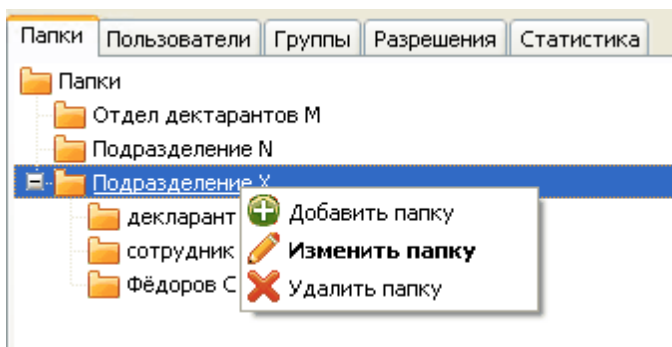 Папки Пользователи Группы Разрешения Статистика
Папки
Отдел дектарантов М
Подразделение N
Подразделение X
декларант Добавить папку
сотрудник Изменить папку
Фёдоров С Удалить папку